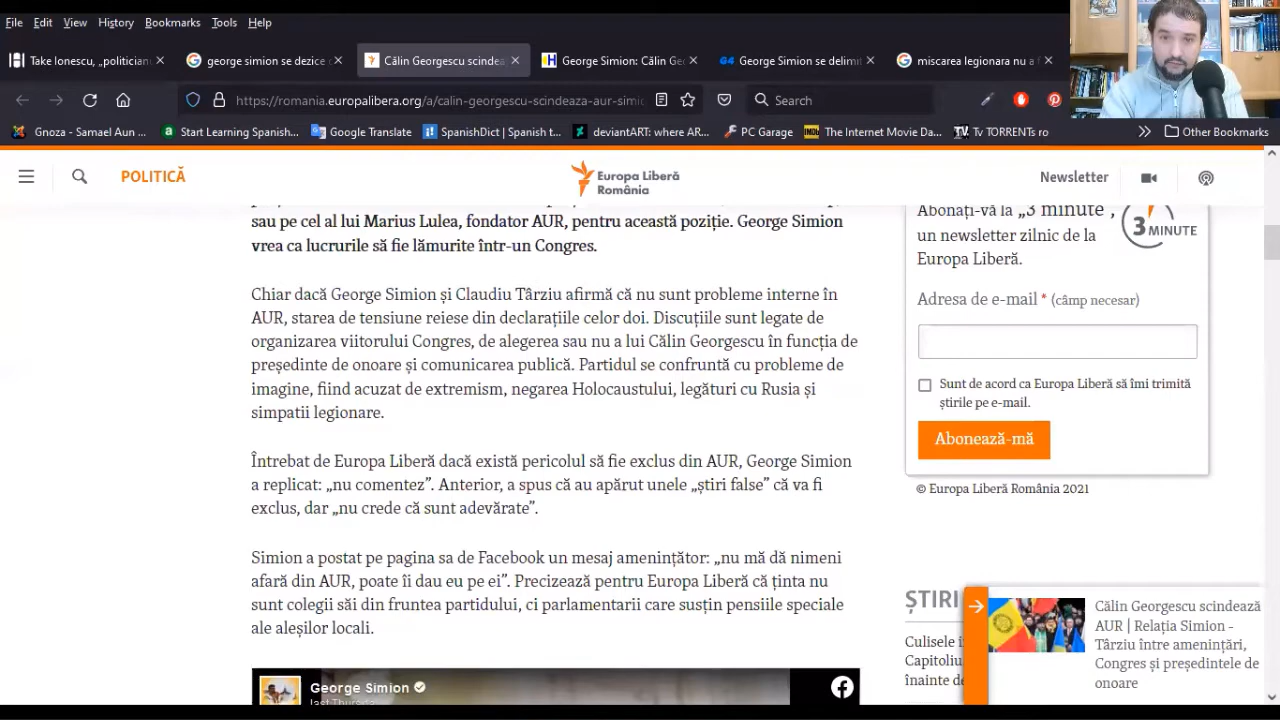 File Edit View History Bookmarks Tools Help
Take Ionescu, „politician
george simion se dezice
Călin Georgescu scindea
George Simion: Călin Ge
George Simion se delimit
miscarea legionara nu a f
https://romania.europalibera.org/a/calin-georgescu-scindeaza-aur-simi
Search
Gnoza - Samael Aun ...
Start Learning Spanish...
Google Translate
SpanishDict | Spanish t...
deviantART: where AR...
PC Garage
The Internet Movie Da...
Tv TORRENTs ro
Other Bookmarks
POLITICĂ
Europa Liberă
România
Newsletter
sau pe cel al lui Marius Lulea, fondator AUR, pentru această poziție. George Simion
vrea ca lucrurile să fie lămurite într-un Congres.
Chiar dacă George Simion și Claudiu Târziu afirmă că nu sunt probleme interne în
AUR, starea de tensiune reiese din declarațiile celor doi. Discuțiile sunt legate de
organizarea viitorului Congres, de alegerea sau nu a lui Călin Georgescu în funcția de
președinte de onoare și comunicarea publică. Partidul se confruntă cu probleme de
imagine, fiind acuzat de extremism, negarea Holocaustului, legături cu Rusia și
simpatii legionare.
Întrebat de Europa Liberă dacă există pericolul să fie exclus din AUR, George Simion
a replicat: „nu comentez”. Anterior, a spus că au apărut unele „știri false” că va fi
exclus, dar „nu crede că sunt adevărate”.
Simion a postat pe pagina sa de Facebook un mesaj amenințător: „nu mă dă nimeni
afară din AUR, poate îi dau eu pe ei”. Precizează pentru Europa Liberă că ținta nu
sunt colegii săi din fruntea partidului, ci parlamentarii care susțin pensiile speciale
ale aleșilor locali.
George Simion
last Thursda
Abonați-vă la „3 minute”,
un newsletter zilnic de la
Europa Liberă.
3 MINUTE
Adresa de e-mail * (câmp necesar)
Sunt de acord ca Europa Liberă să îmi trimită
știrile pe e-mail.
Abonează-mă
© Europa Liberă România 2021
ȘTIRI
Culisele î
Capitoliu
înainte de
Călin Georgescu scindează
AUR | Relația Simion -
Târziu între amenințări,
Congres și președintele de
onoare